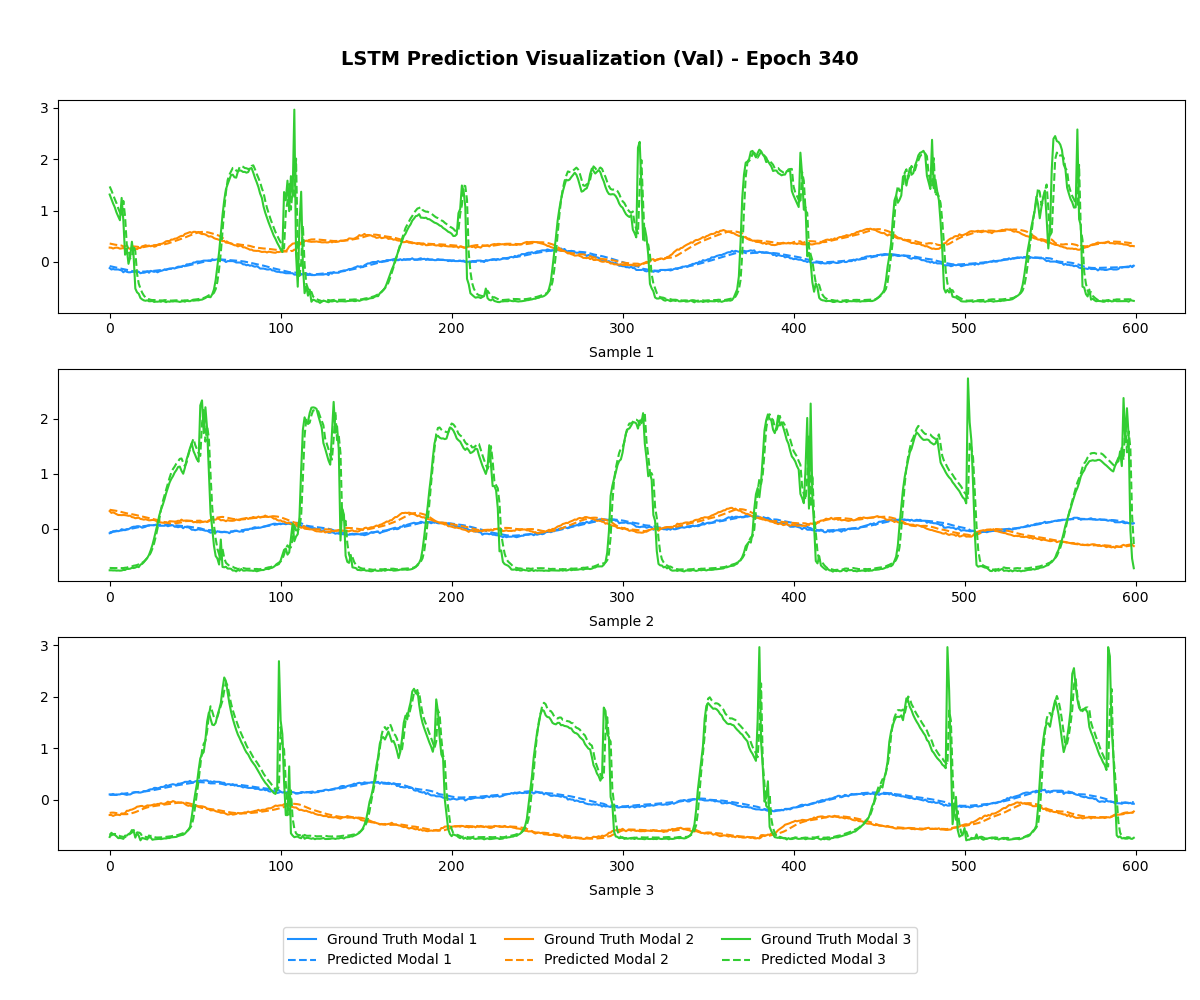 LSTM Prediction Visualization (Val) - Epoch 340
3
2
1
0
0 100 200 300 400 500 600
Sample 1
2
1
0
0 100 200 300 400 500 600
Sample 2
3
2
1
0
0 100 200 300 400 500 600
Sample 3
Ground Truth Modal 1 Ground Truth Modal 2 Ground Truth Modal 3
Predicted Modal 1 Predicted Modal 2 Predicted Modal 3